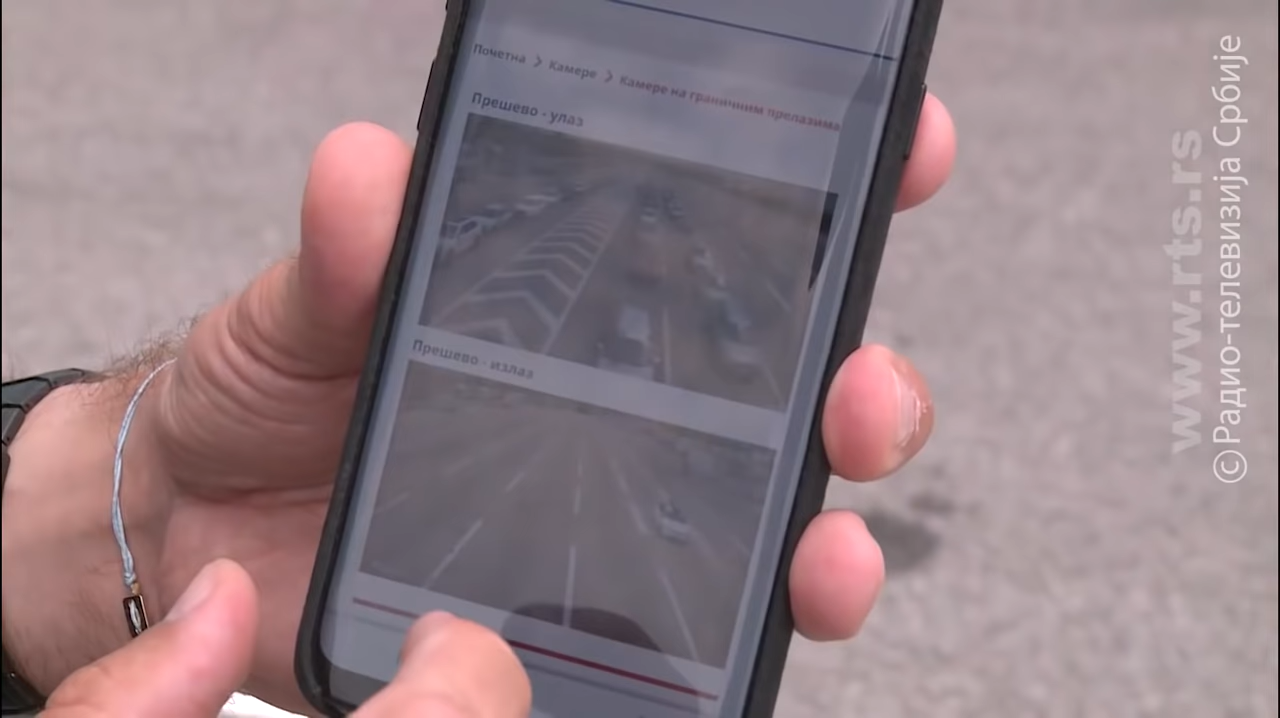 Почетна > Камере > Камере на граничним прелазима
Прешево - улаз
Прешево - излаз
www.rts.rs
©Радио-телевизија Србије